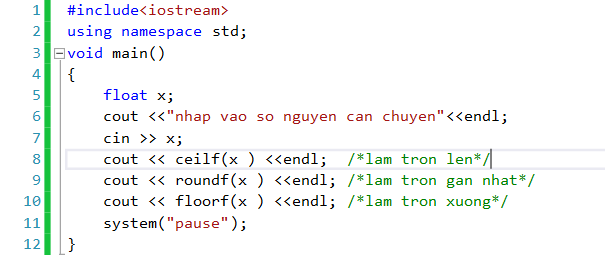 1 #include<iostream>
2 using namespace std;
3 void main()
4 {
5 float x;
6 cout <<"nhap vao so nguyen can chuyen"<<endl;
7 cin >> x;
8 cout << ceilf(x ) <<endl; /*lam tron len*/
9 cout << roundf(x ) <<endl; /*lam tron gan nhat*/
10 cout << floorf(x ) <<endl; /*lam tron xuong*/
11 system("pause");
12 }